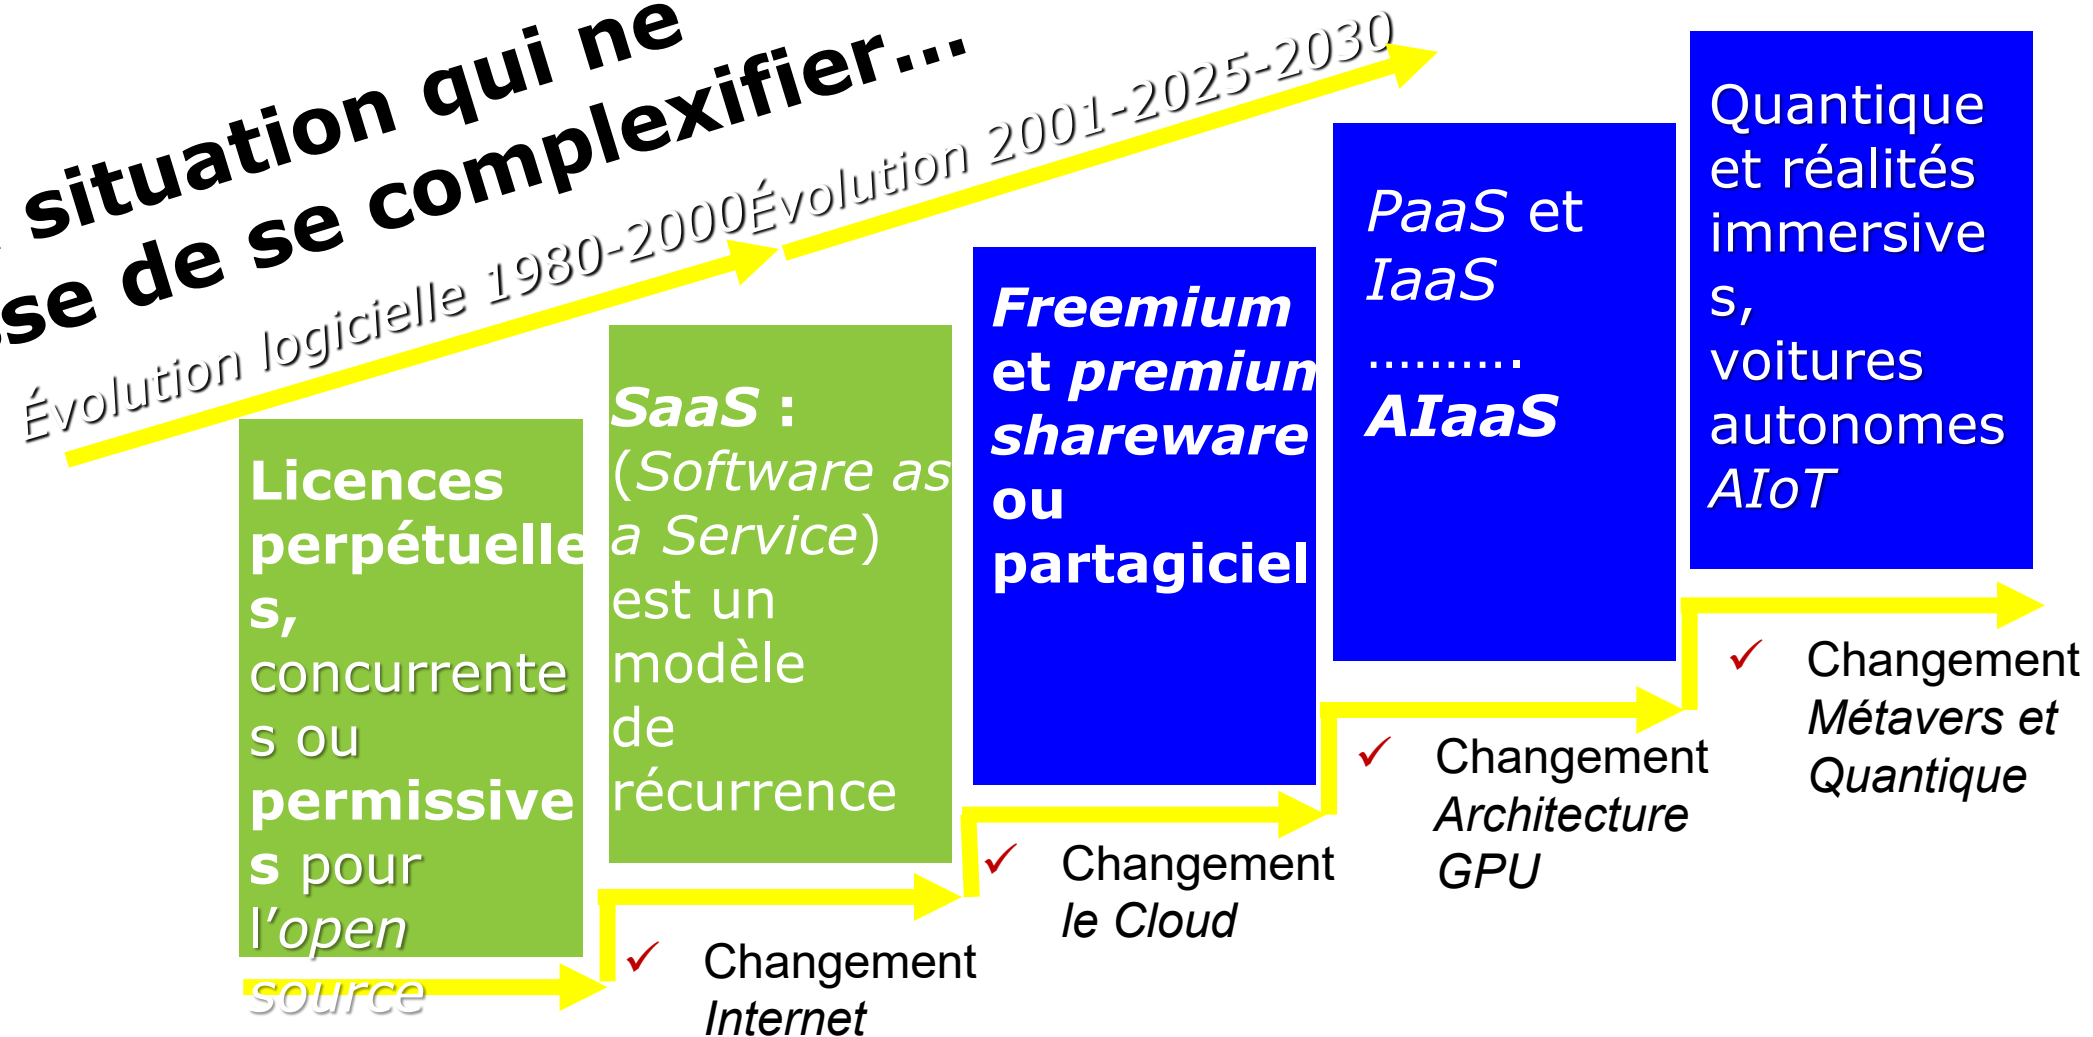 situation qui ne
de se complexifier...
Évolution logicielle 1980-2000
Évolution 2001-2025-2030
Licences
perpétuelle
s,
concurrente
s ou
permissive
s pour
l’open
source
SaaS :
(Software as
a Service)
est un
modèle
de
récurrence
Freemium
et premium
shareware
ou
partagiciel
PaaS et
IaaS
……….
AIaaS
Quantique
et réalités
immersive
s,
voitures
autonomes
AIoT
✓ Changement
Internet
✓ Changement
le Cloud
✓ Changement
Architecture
GPU
✓ Changement
Métavers et
Quantique